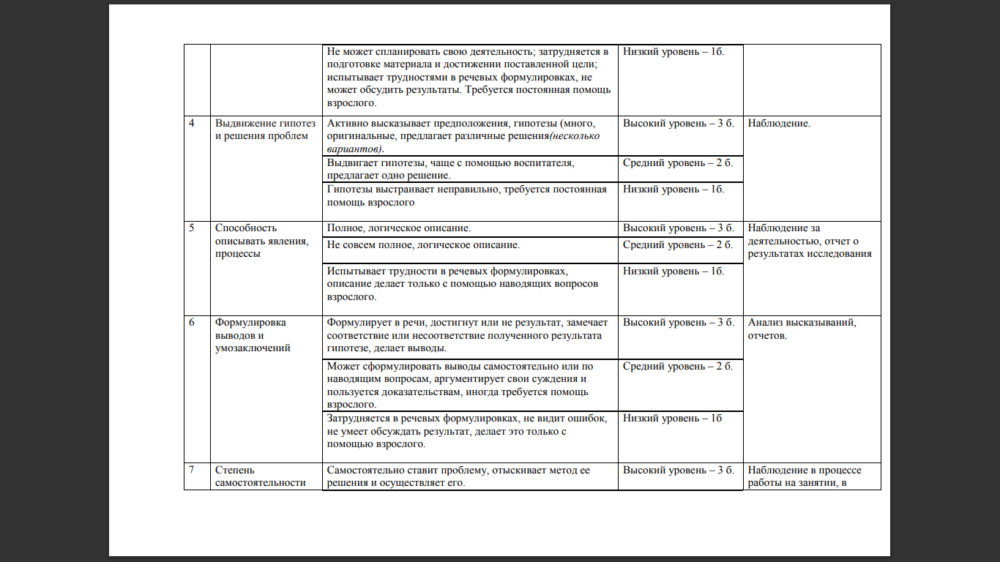 Не может спланировать свою деятельность; затрудняется в
подготовке материала и достижении поставленной цели;
испытывает трудностями в речевых формулировках, не
может обсудить результаты. Требуется постоянная помощь
взрослого.
Низкий уровень – 1б.
4
Выдвижение гипотез
и решения проблем
Активно высказывает предположения, гипотезы (много,
оригинальные, предлагает различные решения(несколько
вариантов).
Высокий уровень – 3 б.
Наблюдение.
Выдвигает гипотезы, чаще с помощью воспитателя,
предлагает одно решение.
Средний уровень – 2 б.
Гипотезы выстраивает неправильно, требуется постоянная
помощь взрослого
Низкий уровень – 1б.
5
Способность
описывать явления,
процессы
Полное, логическое описание.
Высокий уровень – 3 б.
Наблюдение за
деятельностью, отчет о
результатах исследования
Не совсем полное, логическое описание.
Средний уровень – 2 б.
Испытывает трудности в речевых формулировках,
описание делает только с помощью наводящих вопросов
взрослого.
Низкий уровень – 1б.
6
Формулировка
выводов и
умозаключений
Формулирует в речи, достигнут или не результат, замечает
соответствие или несоответствие полученного результата
гипотезе, делает выводы.
Высокий уровень – 3 б.
Анализ высказываний,
отчетов.
Может сформулировать выводы самостоятельно или по
наводящим вопросам, аргументирует свои суждения и
пользуется доказательствам, иногда требуется помощь
взрослого.
Средний уровень – 2 б.
Затрудняется в речевых формулировках, не видит ошибок,
не умеет обсуждать результат, делает это только с
помощью взрослого.
Низкий уровень – 1б
7
Степень
самостоятельности
Самостоятельно ставит проблему, отыскивает метод ее
решения и осуществляет его.
Высокий уровень – 3 б.
Наблюдение в процессе
работы на занятии, в